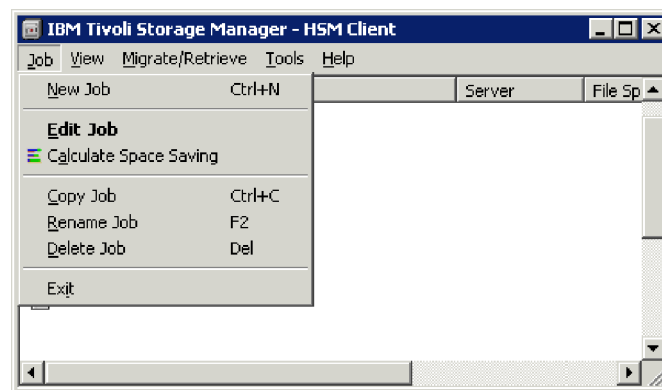 IBM Tivoli Storage Manager - HSM Client
Job View Migrate/Retrieve Tools Help
New Job Ctrl+N
Server File Sp
Edit Job
Calculate Space Saving
Copy Job Ctrl+C
Rename Job F2
Delete Job Del
Exit